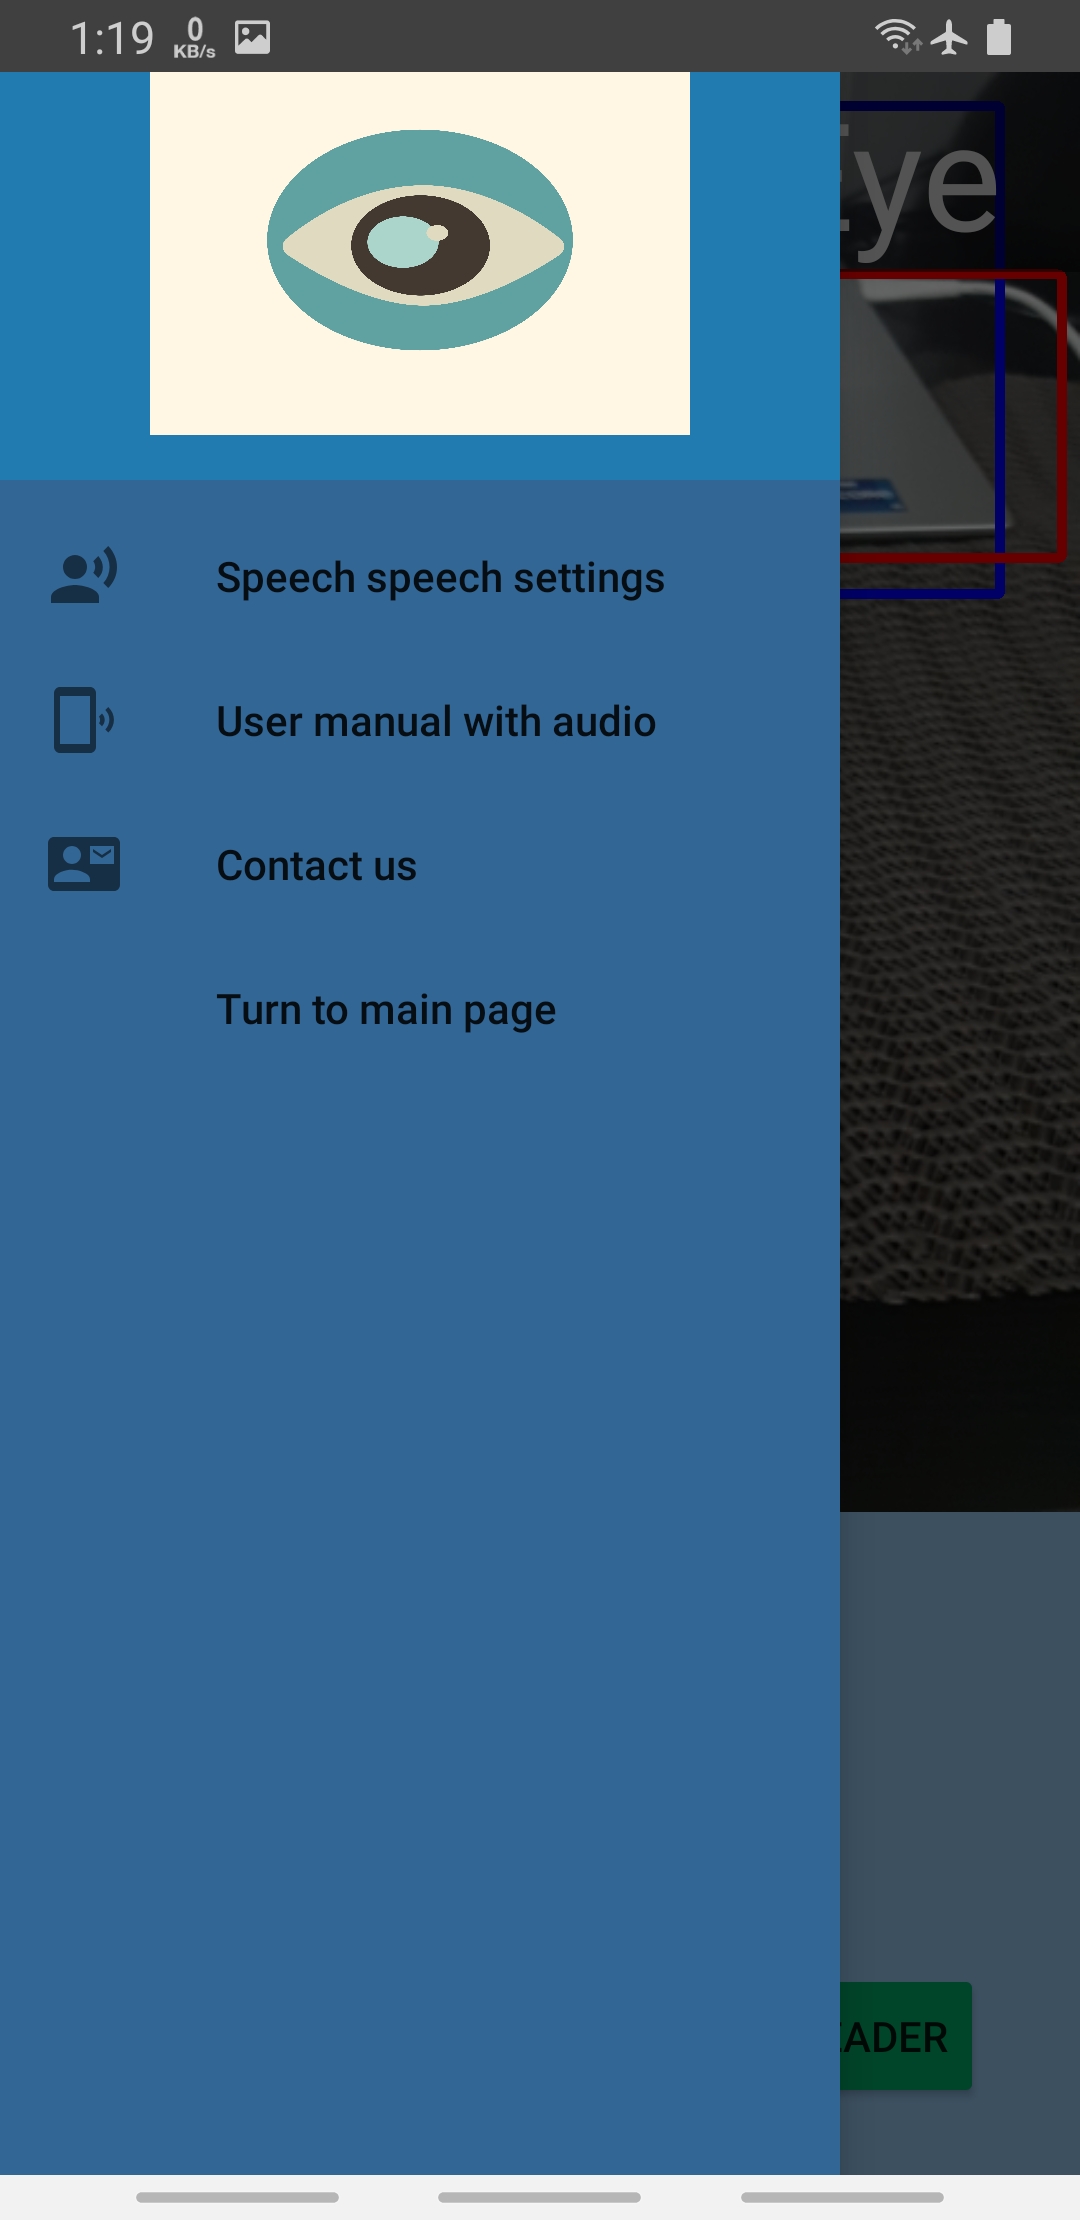 1:19 0 KB/s
ye
Speech speech settings
User manual with audio
Contact us
Turn to main page
ADER